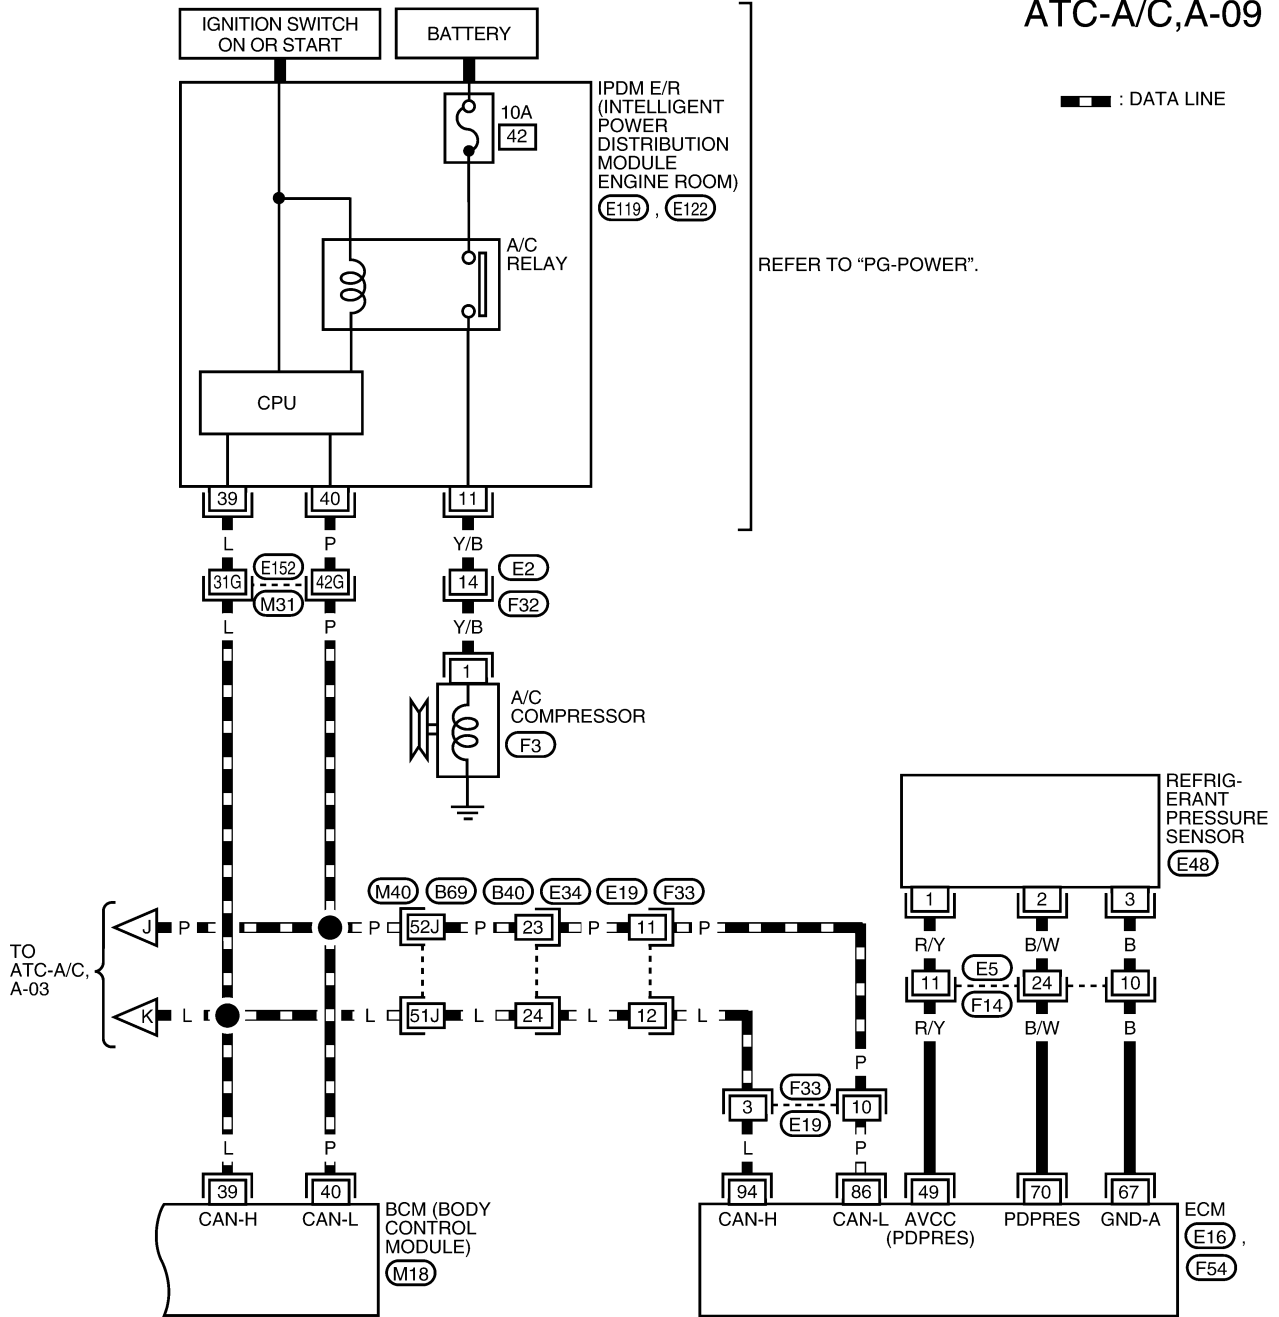 ATC-A/C,A-09
IGNITION SWITCH
ON OR START
BATTERY
: DATA LINE
10A
42
IPDM E/R
(INTELLIGENT
POWER
DISTRIBUTION
MODULE
ENGINE ROOM)
E119 , E122
A/C
RELAY
REFER TO “PG-POWER”.
CPU
39 40 11
L P Y/B
31G E152 42G 14 E2
M31 F32
L P Y/B
1
A/C
COMPRESSOR
F3
REFRIG-
ERANT
PRESSURE
SENSOR
E48
1 2 3
R/Y B/W B
11 E5 24 10
F14
R/Y B/W B
M40 B69 B40 E34 E19 F33
J P P 52J P 23 P 11 P
TO
ATC-A/C,
A-03
K L L 51J L 24 L 12 L
P
3 F33 10
E19
L P
L P
39 40
CAN-H CAN-L
BCM (BODY
CONTROL
MODULE)
M18
94 86 49 70 67
CAN-H CAN-L AVCC
(PDPRES)
PDPRES GND-A
ECM
E16 ,
F54